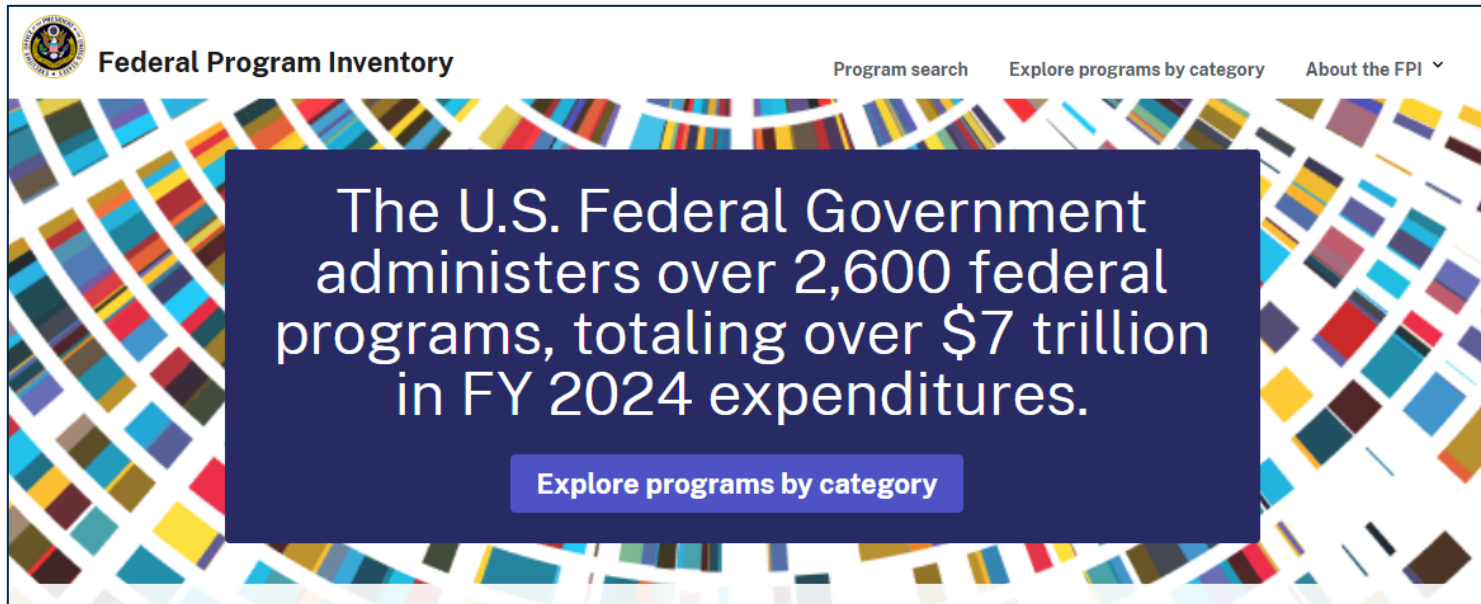 Federal Program Inventory
Program search
Explore programs by category
About the FPI
The U.S. Federal Government
administers over 2,600 federal
programs, totaling over $7 trillion
in FY 2024 expenditures.
Explore programs by category